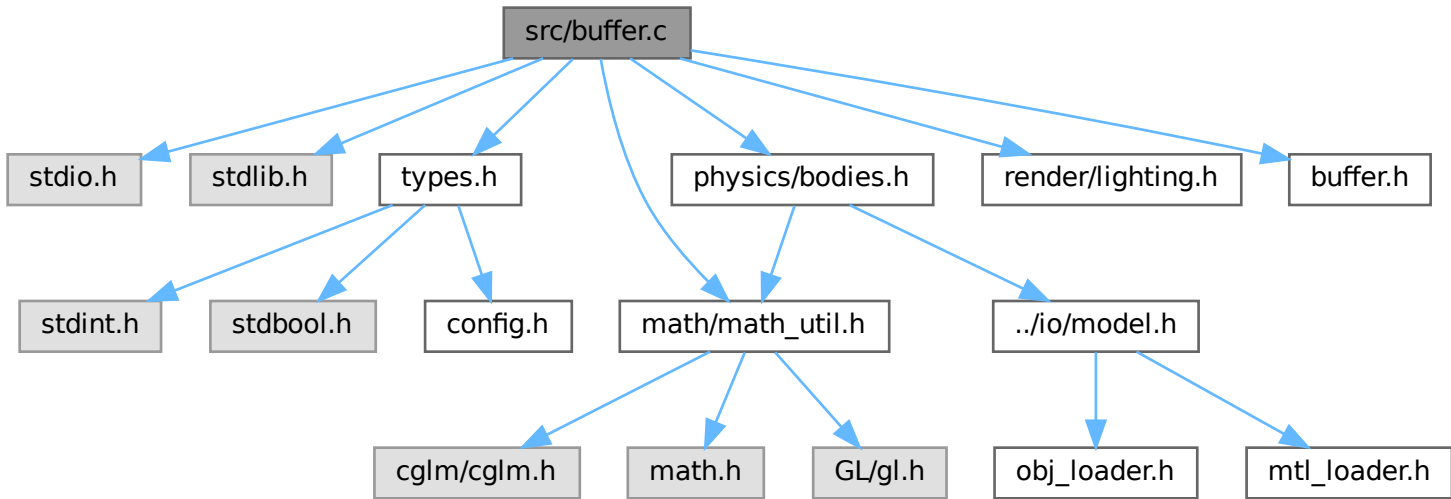 src/buffer.c
stdio.h
stdlib.h
types.h
physics/bodies.h
render/lighting.h
buffer.h
stdint.h
stdbool.h
config.h
math/math_util.h
../io/model.h
cglm/cglm.h
math.h
GL/gl.h
obj_loader.h
mtl_loader.h